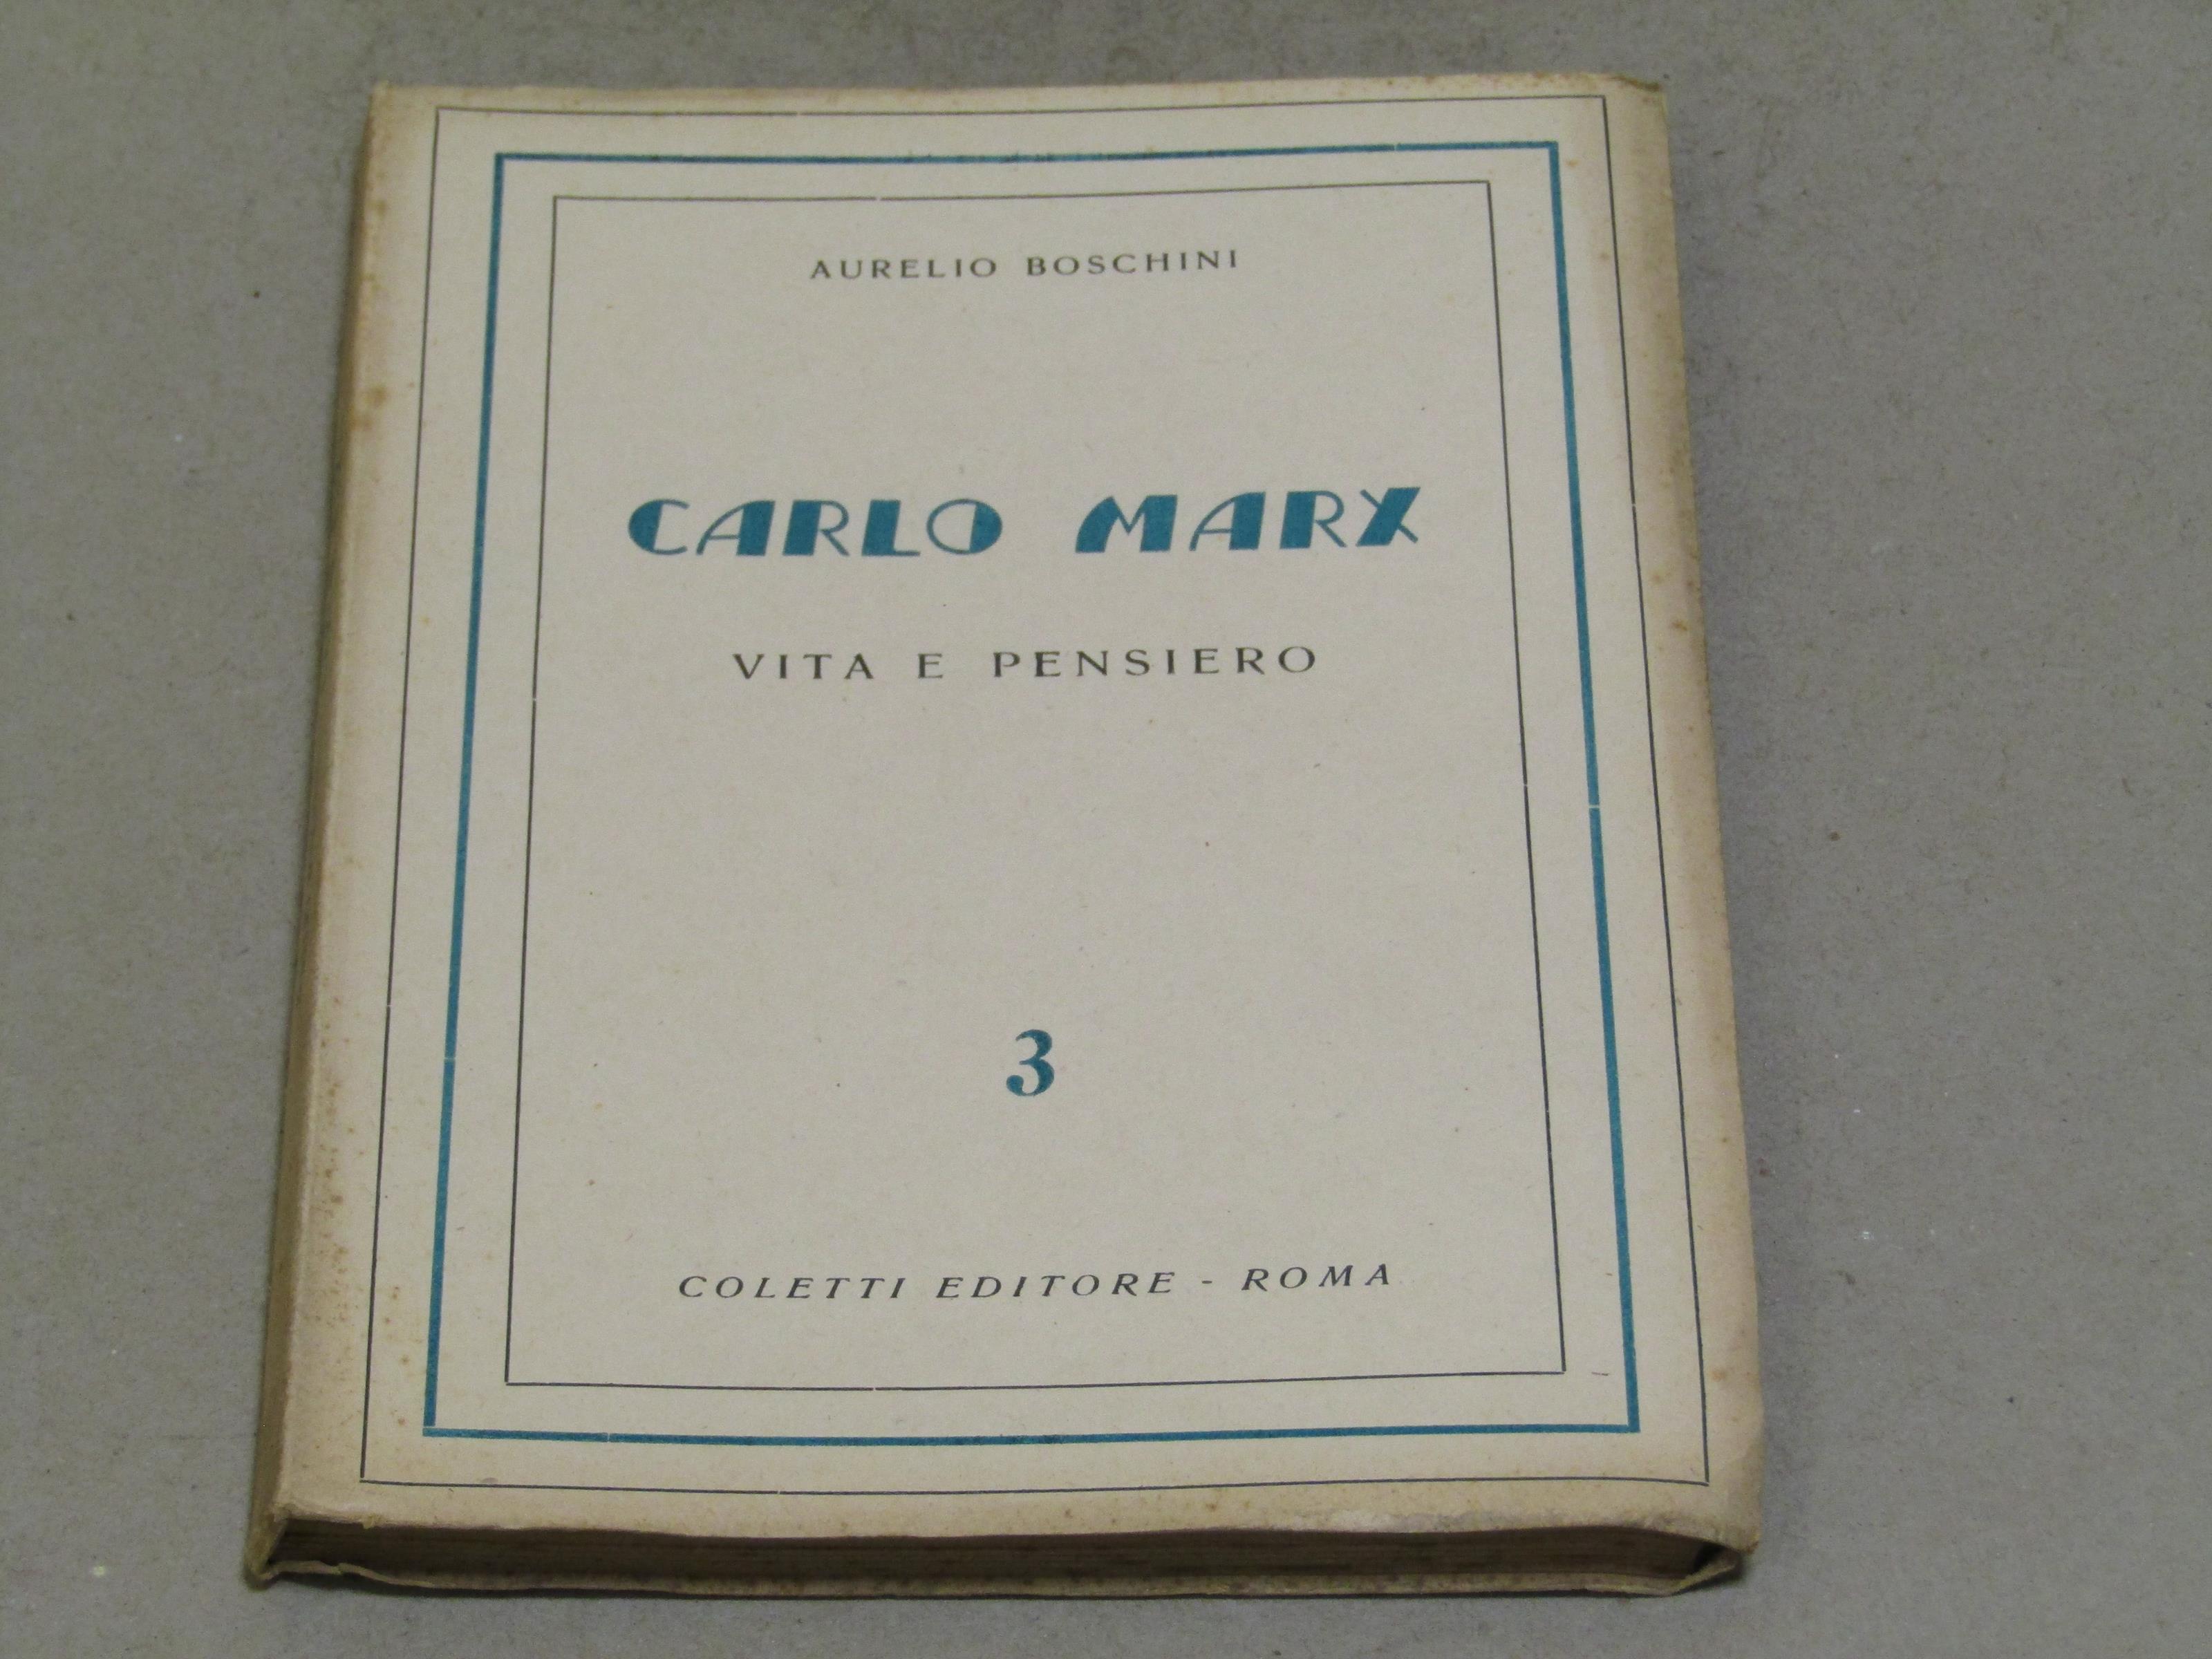 AURELIO BOSCHINI
CARLO MARX
VITA E PENSIERO
3
COLETTI EDITORE - ROMA